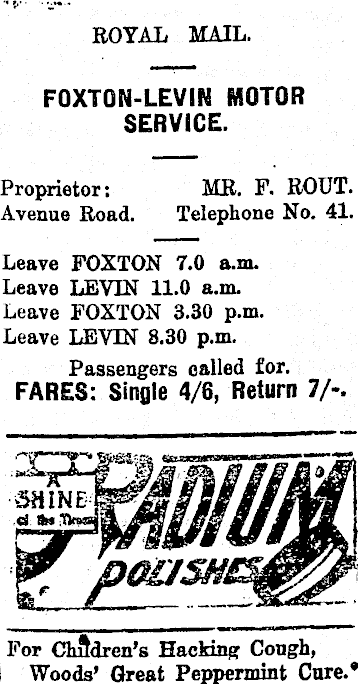 ROYAL MAIL.
FOXTON-LEVIN MOTOR
SERVICE.
Proprietor: MR. F. ROUT.
Avenue Road. Telephone No. 41.
Leave FOXTON 7.0 a.m.
Leave LEVIN 11.0 a.m.
Leave FOXTON 3.30 p.m.
Leave LEVIN 8.30 p.m.
Passengers called for.
FARES: Single 4/6, Return 7/-.
A
SHINE
of the
RADIUM
POLISHES
For Children's Hacking Cough,
Woods' Great Peppermint Cure.*